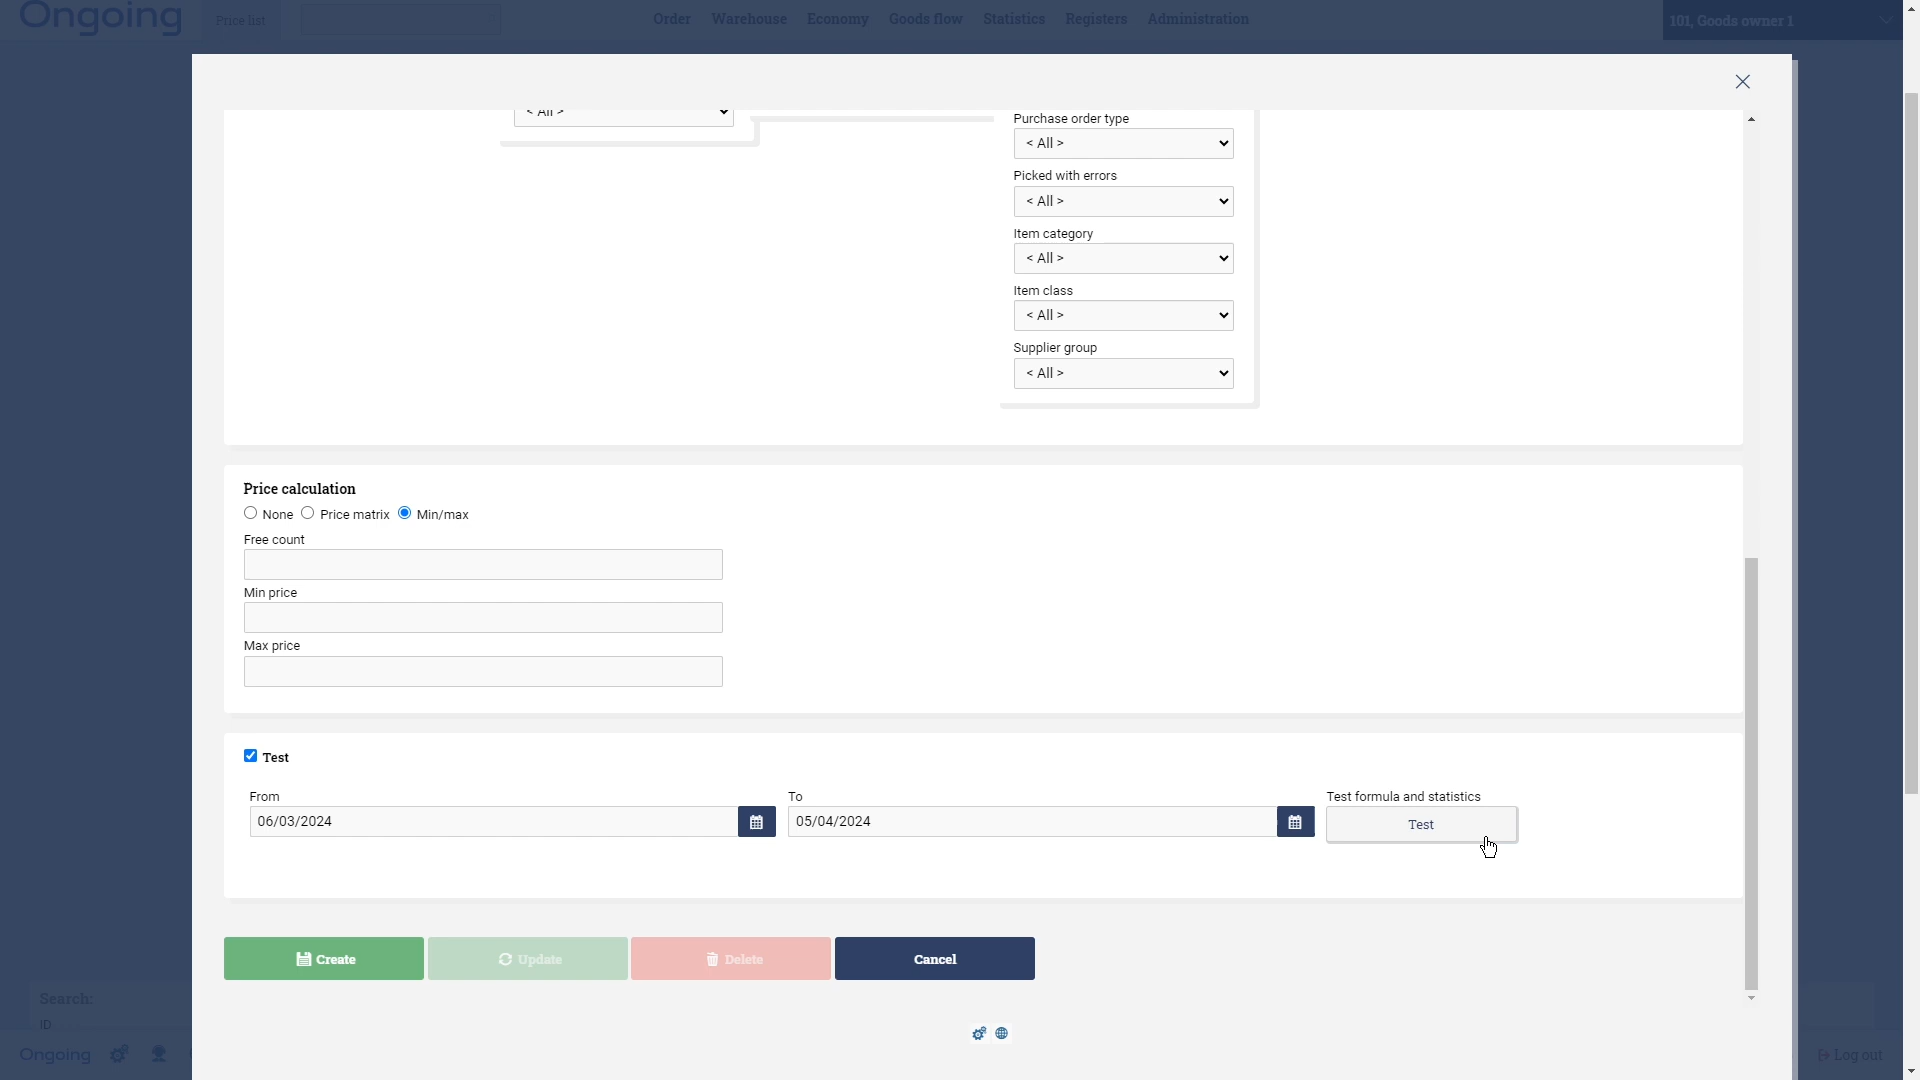 Ongoing
Price list
Order Warehouse Economy Goods flow Statistics Registers Administration
101, Goods owner 1
< All >
Purchase order type
< All >
Picked with errors
< All >
Item category
< All >
Item class
< All >
Supplier group
< All >
Price calculation
None Price matrix Min/max
Free count
Min price
Max price
Test
From
06/03/2024
To
05/04/2024
Test formula and statistics
Test
Create
Update
Delete
Cancel
Search:
ID
Ongoing
Log out